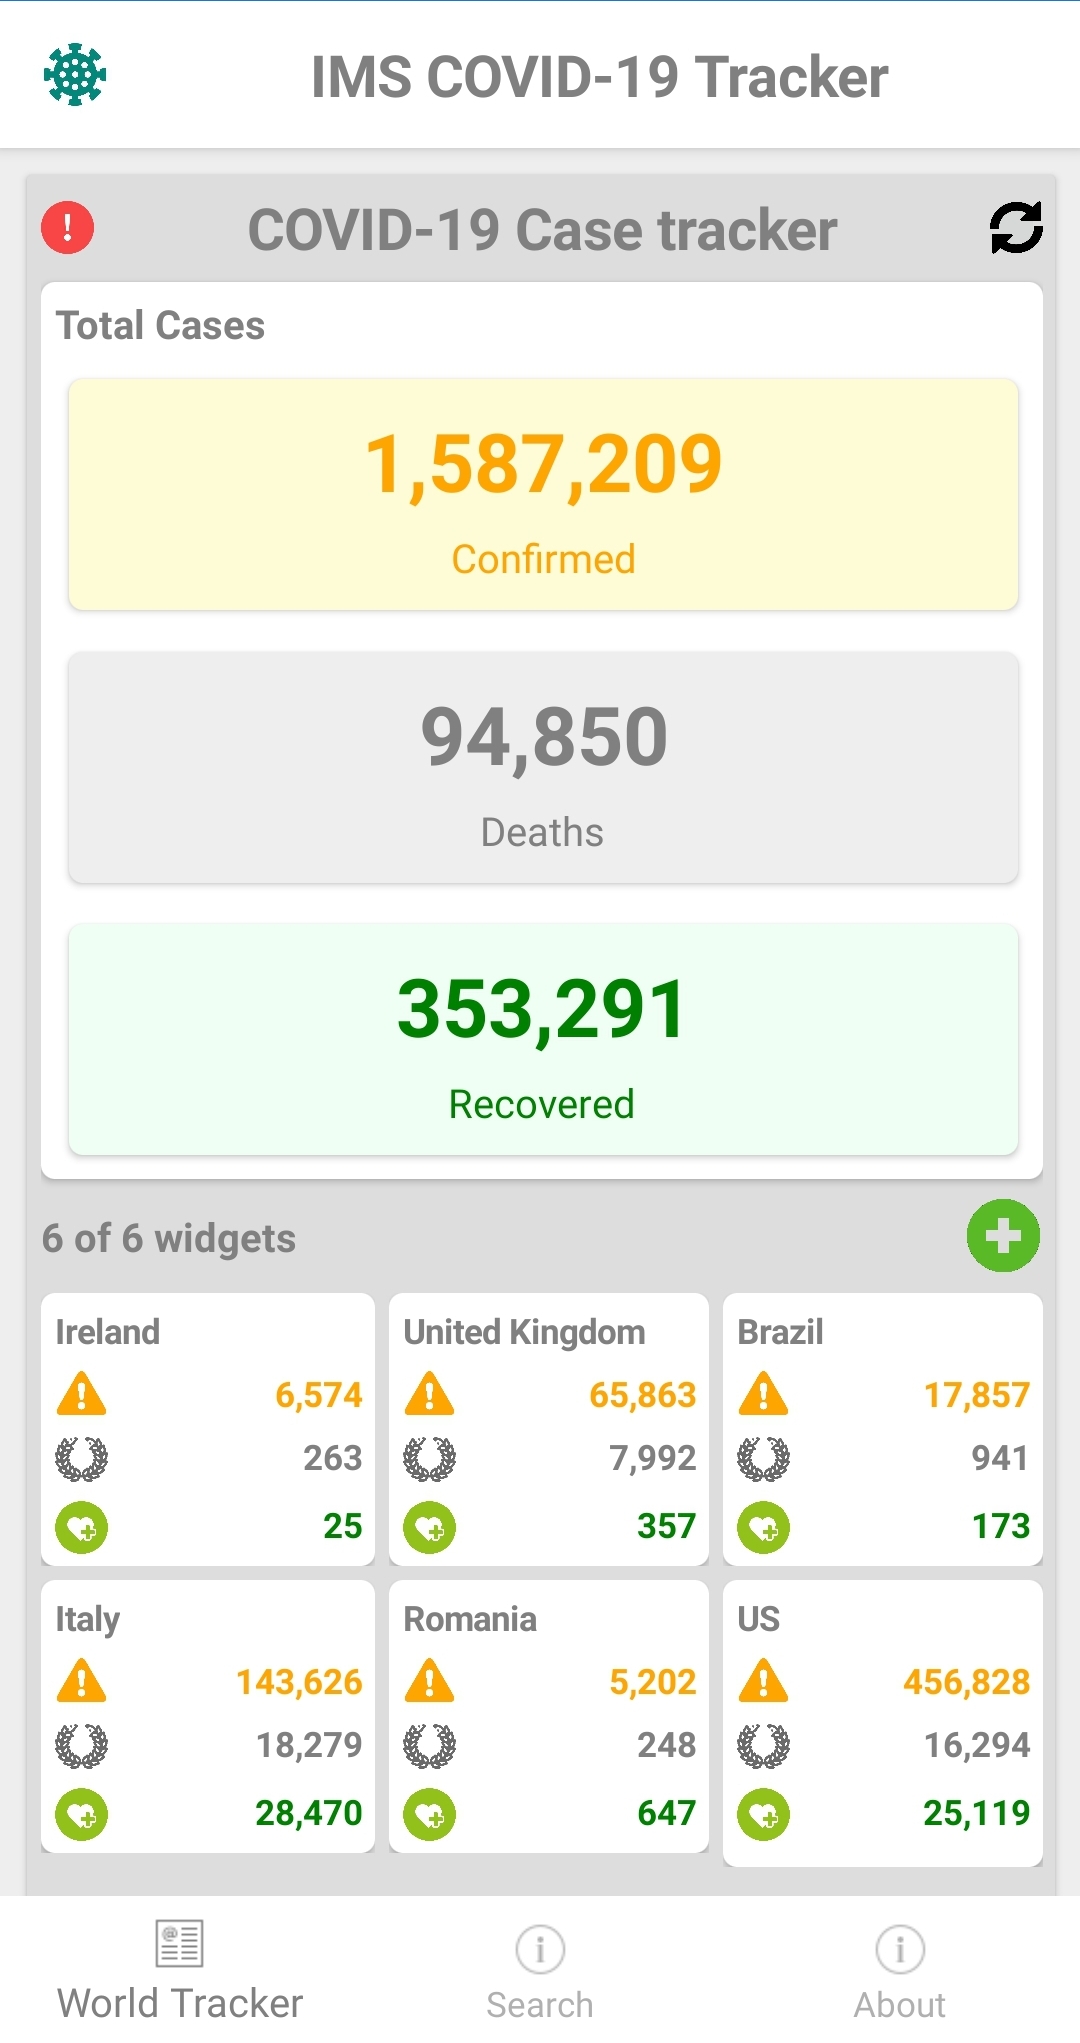 IMS COVID-19 Tracker
COVID-19 Case tracker
Total Cases
1,587,209
Confirmed
94,850
Deaths
353,291
Recovered
6 of 6 widgets
Ireland
6,574
263
25
United Kingdom
65,863
7,992
357
Brazil
17,857
941
173
Italy
143,626
18,279
28,470
Romania
5,202
248
647
US
456,828
16,294
25,119
World Tracker
Search
About